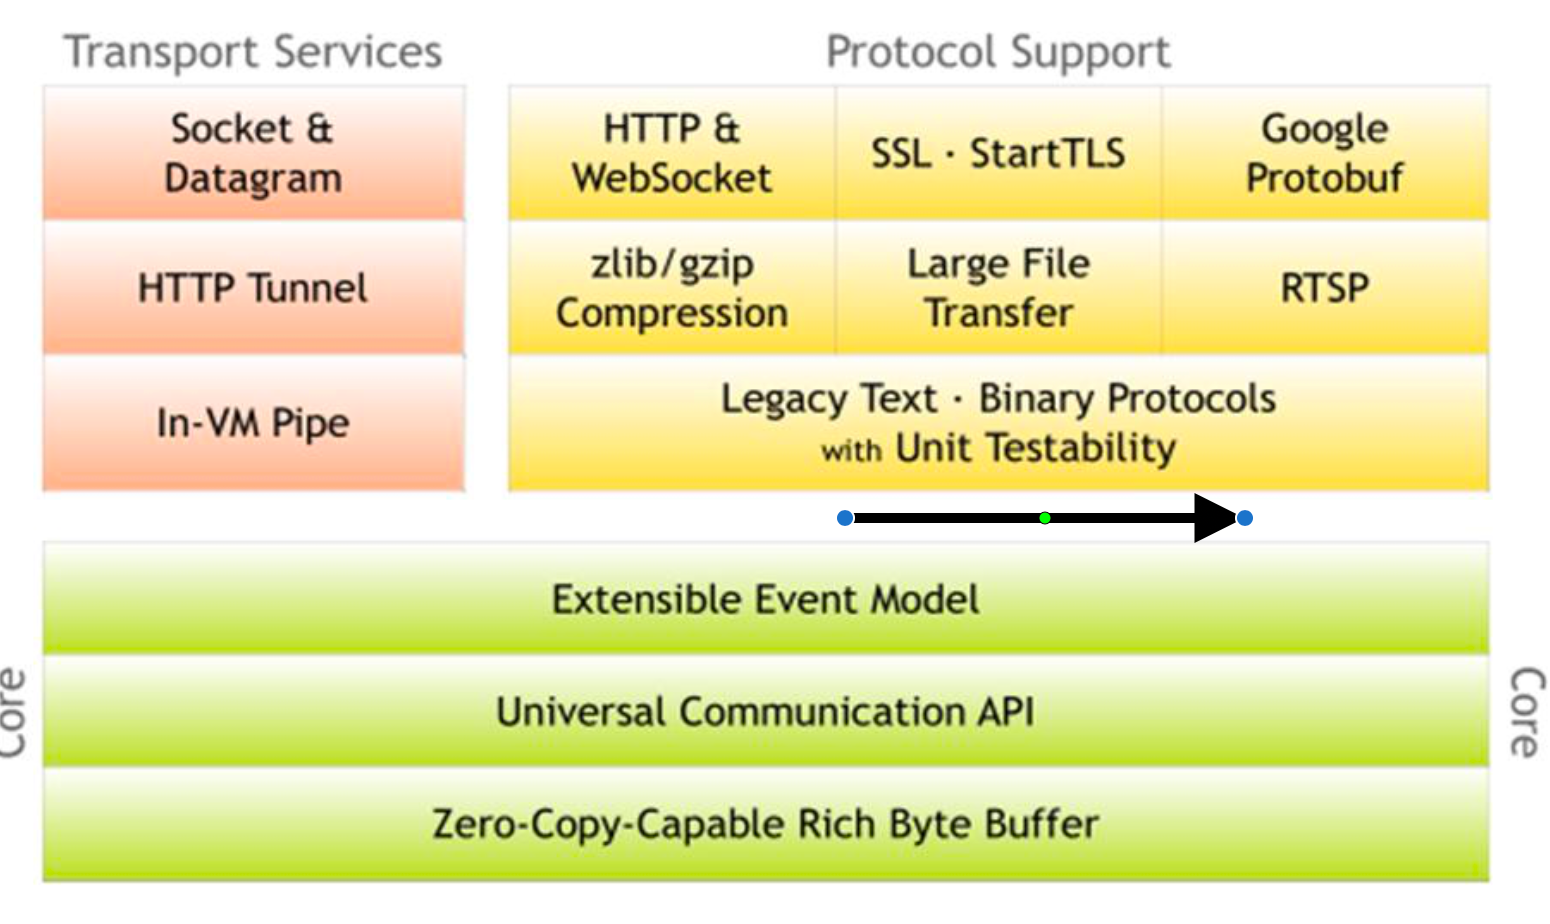 Transport Services
Socket &
Datagram
HTTP Tunnel
In-VM Pipe
Protocol Support
HTTP &
WebSocket
SSL · StartTLS
Google
Protobuf
zlib/gzip
Compression
Large File
Transfer
RTSP
Legacy Text · Binary Protocols
with Unit Testability
Core
Extensible Event Model
Universal Communication API
Zero-Copy-Capable Rich Byte Buffer
Core